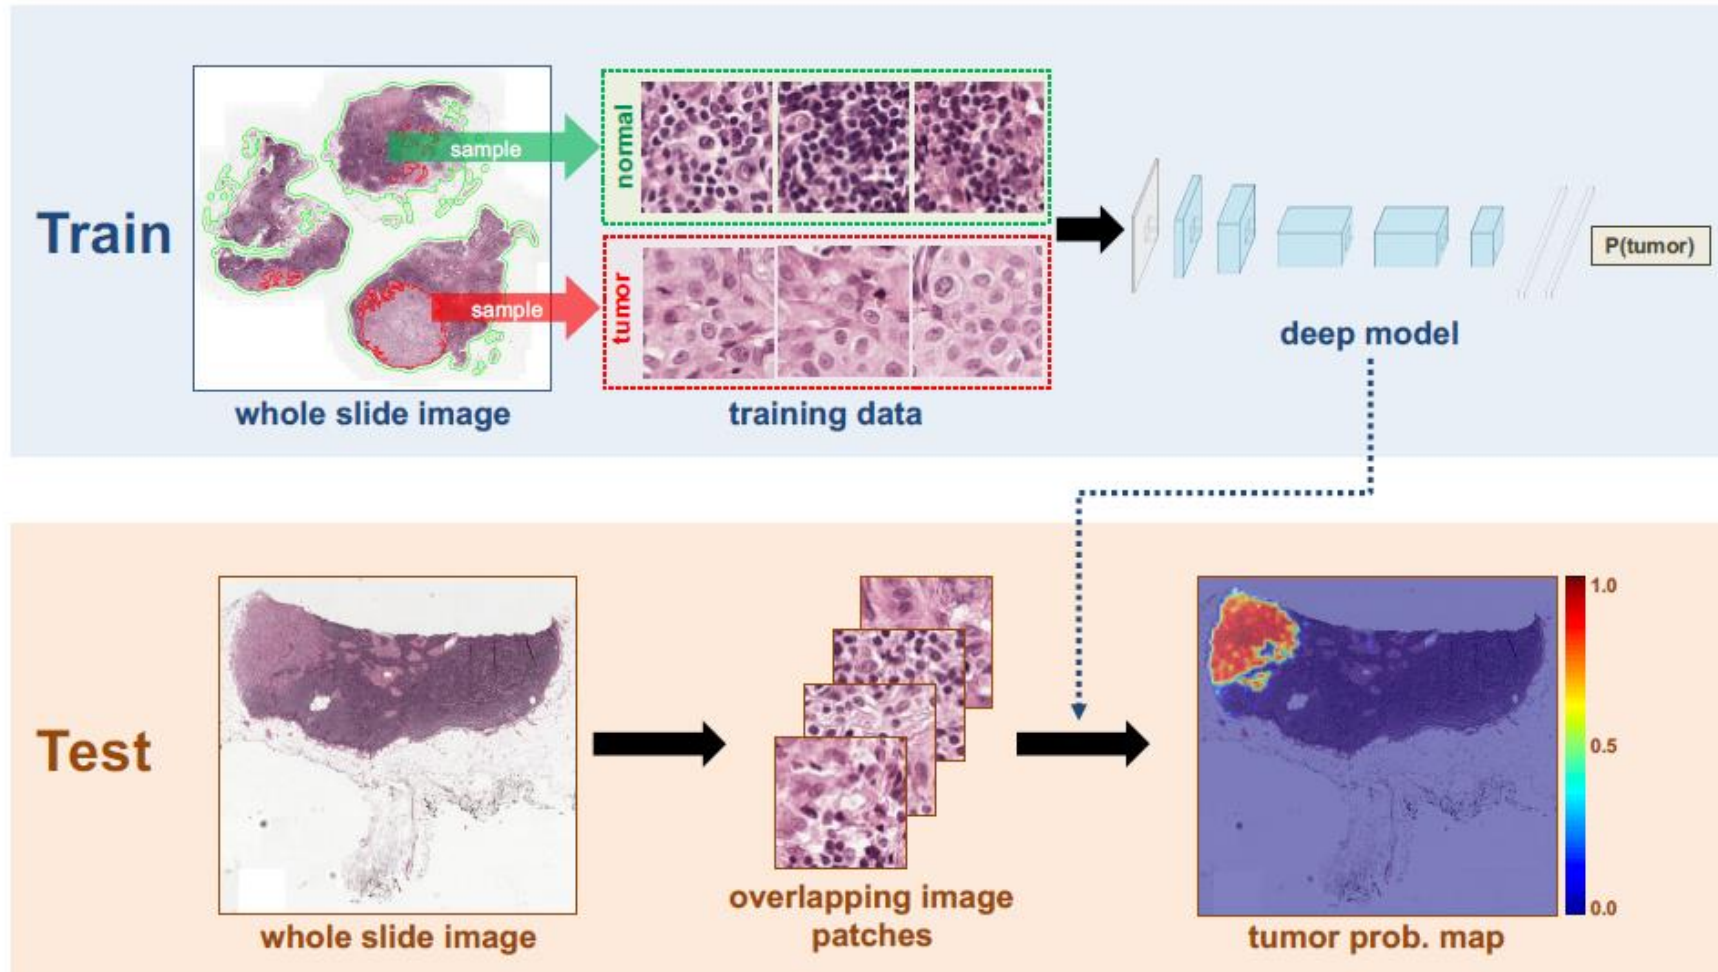 Train
sample
sample
normal
tumor
P(tumor)
deep model
whole slide image
training data
Test
1.0
0.5
0.0
overlapping image
patches
whole slide image
tumor prob. map